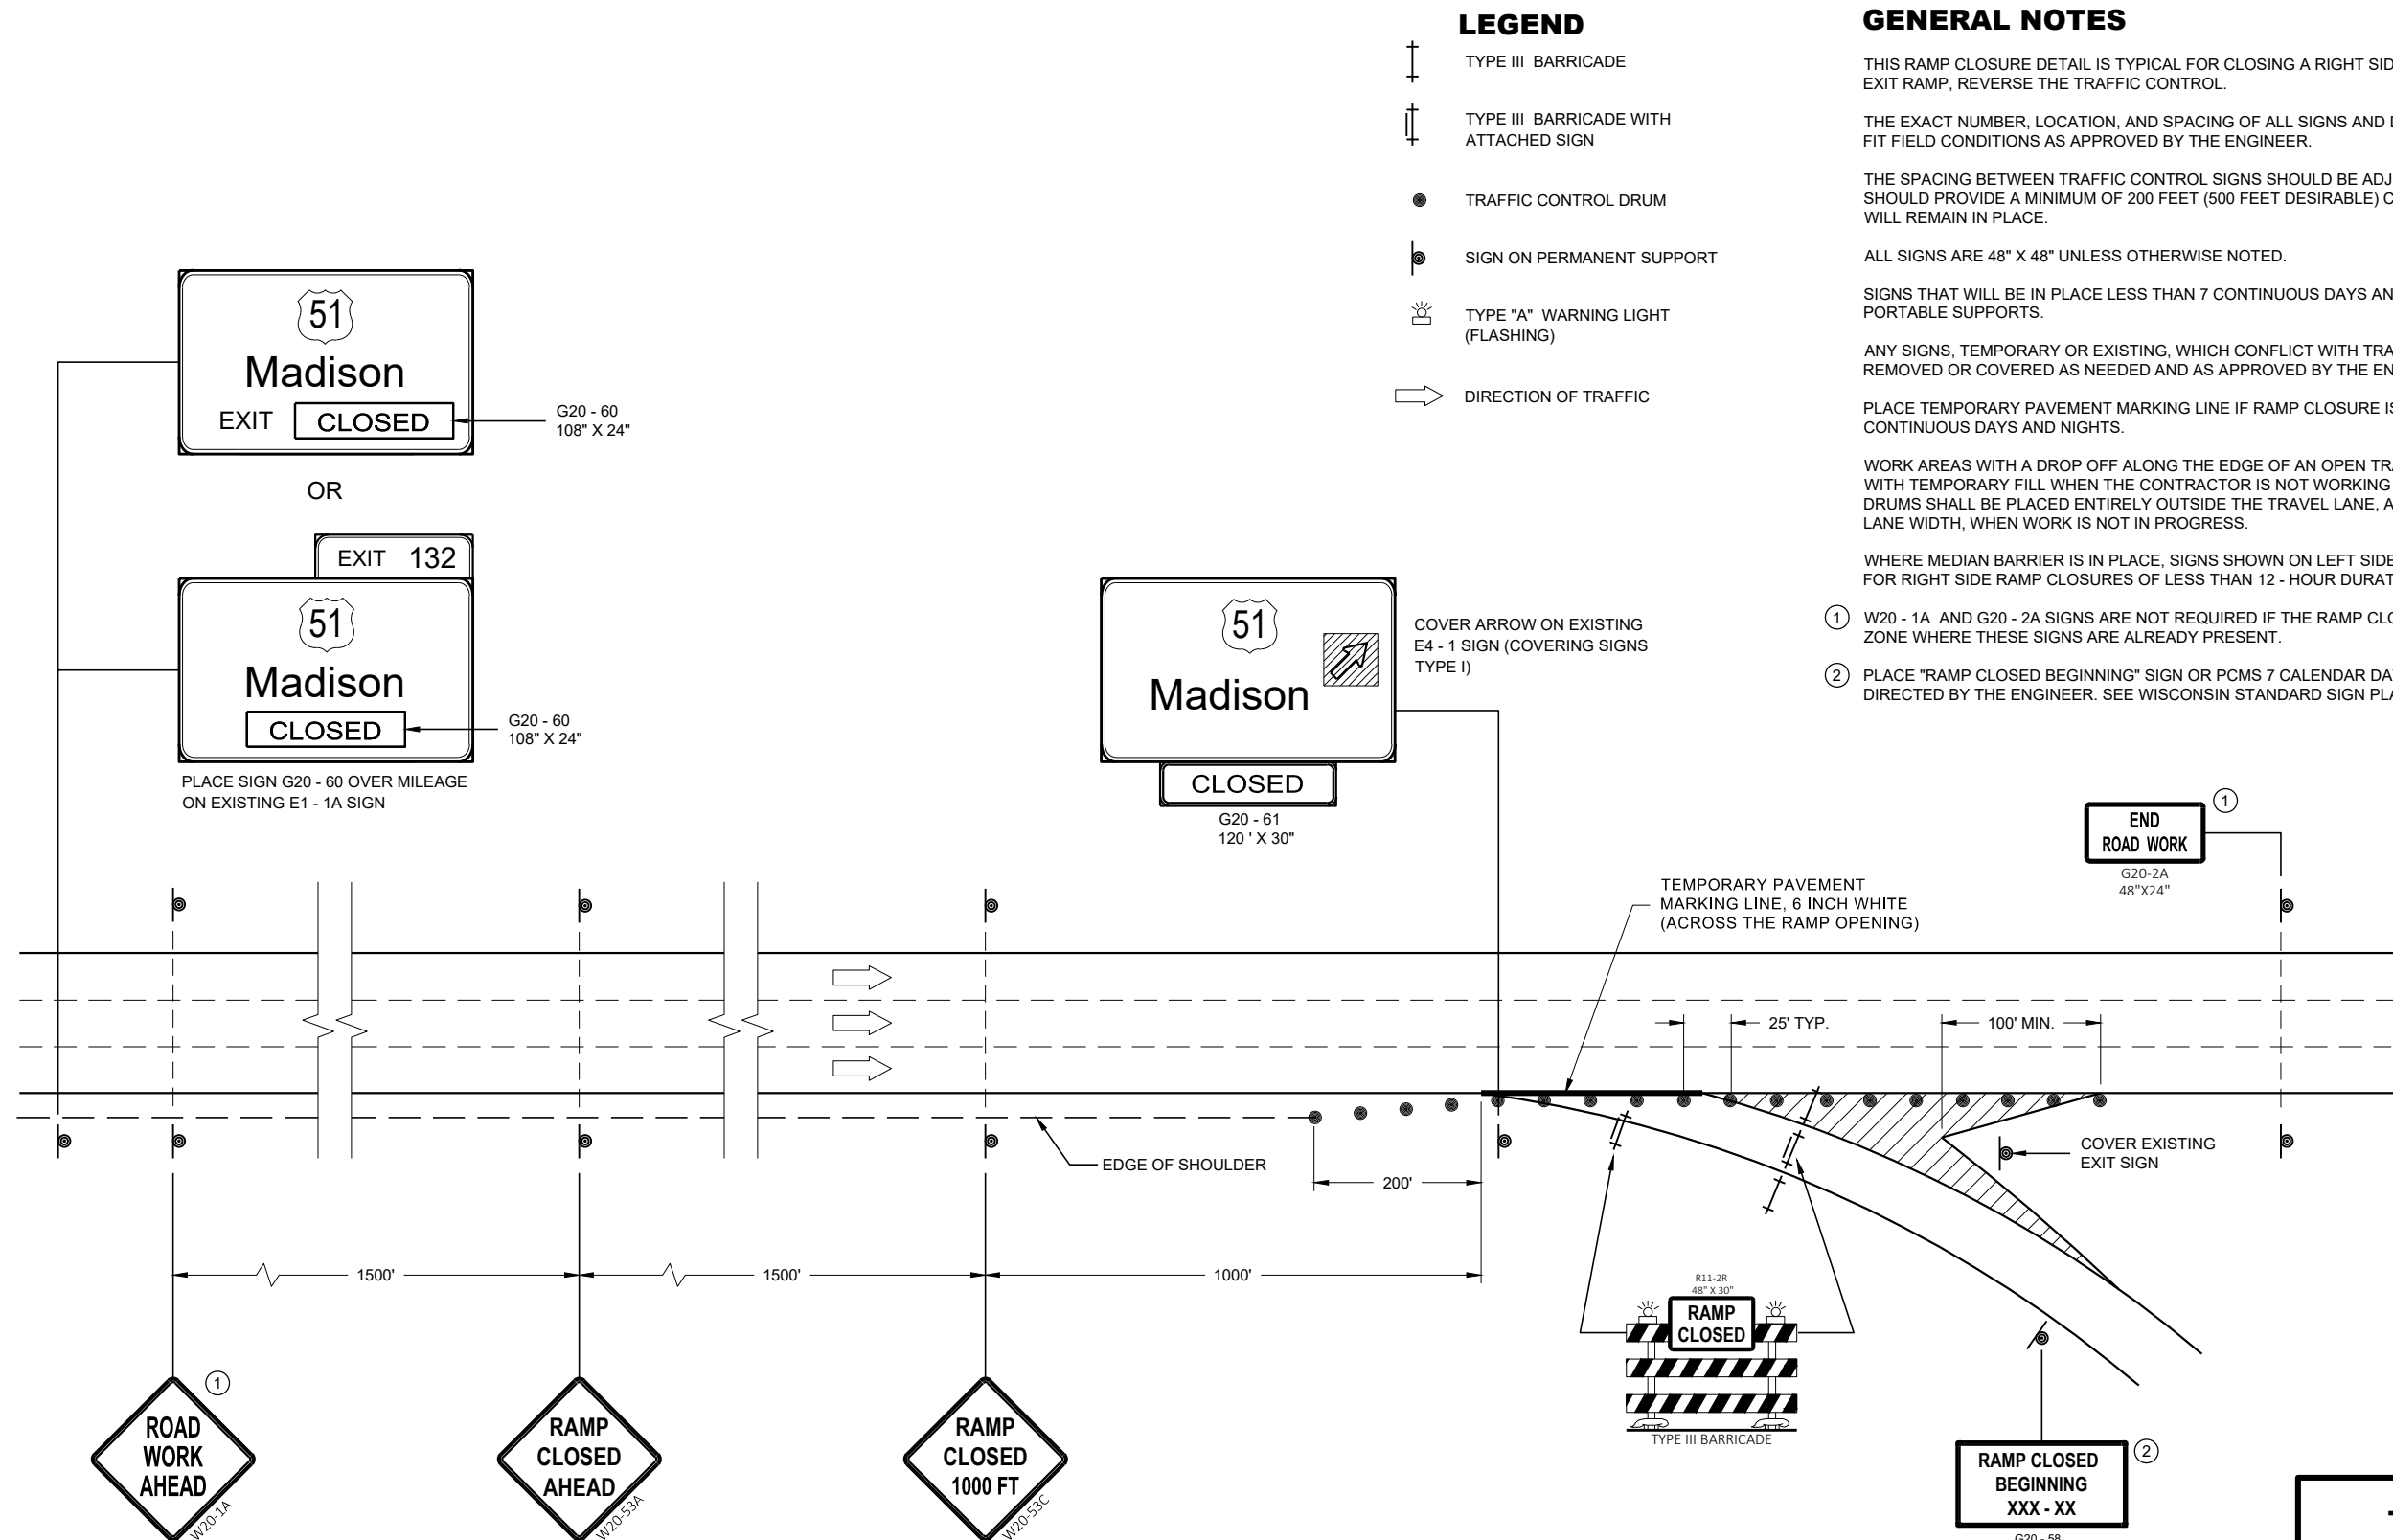 LEGEND
TYPE III BARRICADE
TYPE III BARRICADE WITH
ATTACHED SIGN
TRAFFIC CONTROL DRUM
SIGN ON PERMANENT SUPPORT
TYPE "A" WARNING LIGHT
(FLASHING)
DIRECTION OF TRAFFIC
GENERAL NOTES
THIS RAMP CLOSURE DETAIL IS TYPICAL FOR CLOSING A RIGHT SID
EXIT RAMP, REVERSE THE TRAFFIC CONTROL.
THE EXACT NUMBER, LOCATION, AND SPACING OF ALL SIGNS AND
FIT FIELD CONDITIONS AS APPROVED BY THE ENGINEER.
THE SPACING BETWEEN TRAFFIC CONTROL SIGNS SHOULD BE ADJ
SHOULD PROVIDE A MINIMUM OF 200 FEET (500 FEET DESIRABLE) C
WILL REMAIN IN PLACE.
ALL SIGNS ARE 48" X 48" UNLESS OTHERWISE NOTED.
SIGNS THAT WILL BE IN PLACE LESS THAN 7 CONTINUOUS DAYS AN
PORTABLE SUPPORTS.
ANY SIGNS, TEMPORARY OR EXISTING, WHICH CONFLICT WITH TRA
REMOVED OR COVERED AS NEEDED AND AS APPROVED BY THE EN
PLACE TEMPORARY PAVEMENT MARKING LINE IF RAMP CLOSURE IS
CONTINUOUS DAYS AND NIGHTS.
WORK AREAS WITH A DROP OFF ALONG THE EDGE OF AN OPEN TRA
WITH TEMPORARY FILL WHEN THE CONTRACTOR IS NOT WORKING
DRUMS SHALL BE PLACED ENTIRELY OUTSIDE THE TRAVEL LANE, A
LANE WIDTH, WHEN WORK IS NOT IN PROGRESS.
WHERE MEDIAN BARRIER IS IN PLACE, SIGNS SHOWN ON LEFT SIDE
FOR RIGHT SIDE RAMP CLOSURES OF LESS THAN 12 - HOUR DURAT
1 W20 - 1A AND G20 - 2A SIGNS ARE NOT REQUIRED IF THE RAMP CLO
ZONE WHERE THESE SIGNS ARE ALREADY PRESENT.
2 PLACE "RAMP CLOSED BEGINNING" SIGN OR PCMS 7 CALENDAR DA
DIRECTED BY THE ENGINEER. SEE WISCONSIN STANDARD SIGN PLA
51
Madison
EXIT CLOSED
G20 - 60
108" X 24"
OR
EXIT 132
51
Madison
CLOSED
G20 - 60
108" X 24"
PLACE SIGN G20 - 60 OVER MILEAGE
ON EXISTING E1 - 1A SIGN
51
Madison
CLOSED
G20 - 61
120 ' X 30"
COVER ARROW ON EXISTING
E4 - 1 SIGN (COVERING SIGNS
TYPE I)
END
ROAD WORK
1
G20-2A
48"X24"
TEMPORARY PAVEMENT
MARKING LINE, 6 INCH WHITE
(ACROSS THE RAMP OPENING)
25' TYP.
100' MIN.
EDGE OF SHOULDER
200'
COVER EXISTING
EXIT SIGN
1500'
1500'
1000'
R11-2R
48" X 30"
RAMP
CLOSED
TYPE III BARRICADE
1
ROAD
WORK
AHEAD
W20-1A
RAMP
CLOSED
AHEAD
W20-53A
RAMP
CLOSED
1000 FT
W20-53C
RAMP CLOSED
BEGINNING
XXX - XX
2
G20 - 58